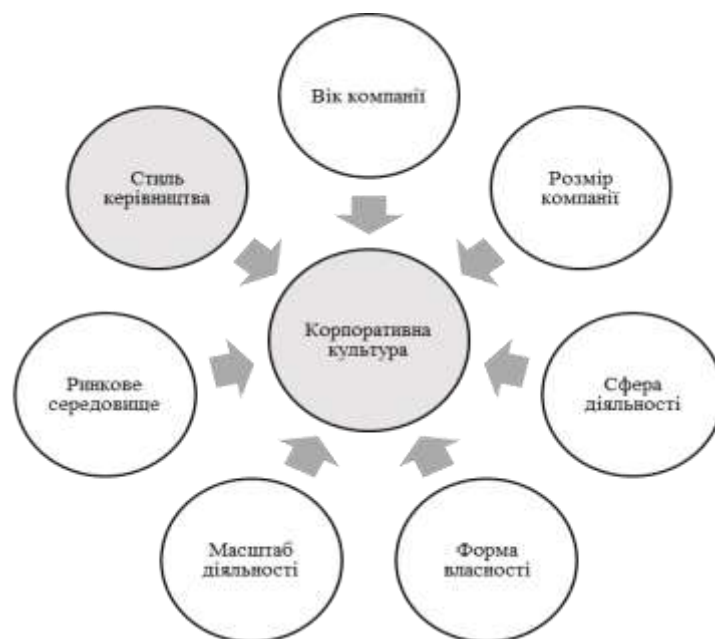 Вік компанії
Стиль
керівництва
Розмір
компанії
Корпоративна
культура
Ринкове
середовище
Сфера
діяльності
Масштаб
діяльності
Форма
власності